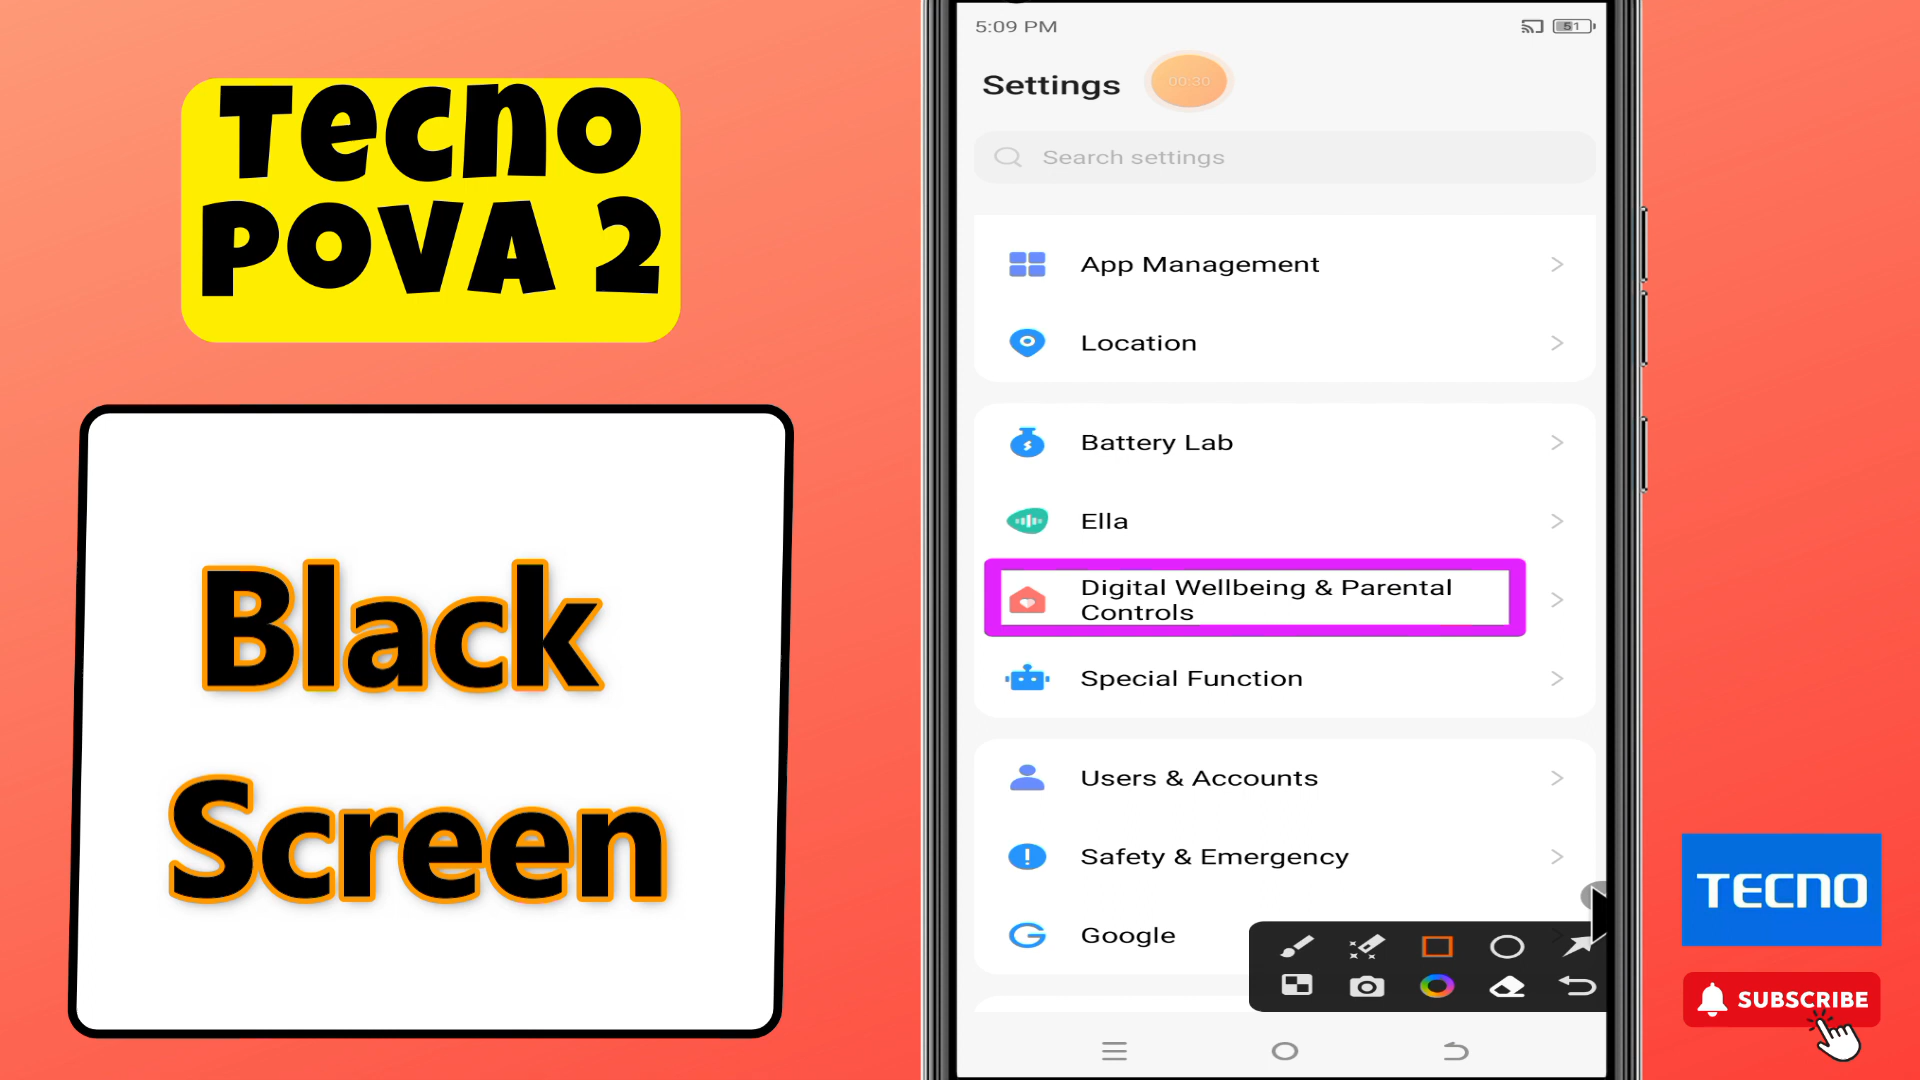 Tecno
POVA 2
Black
Screen
5:09 PM
51
Settings
00:30
Search settings
App Management
Location
Battery Lab
Ella
Digital Wellbeing & Parental
Controls
Special Function
Users & Accounts
Safety & Emergency
Google
TECNO
SUBSCRIBE